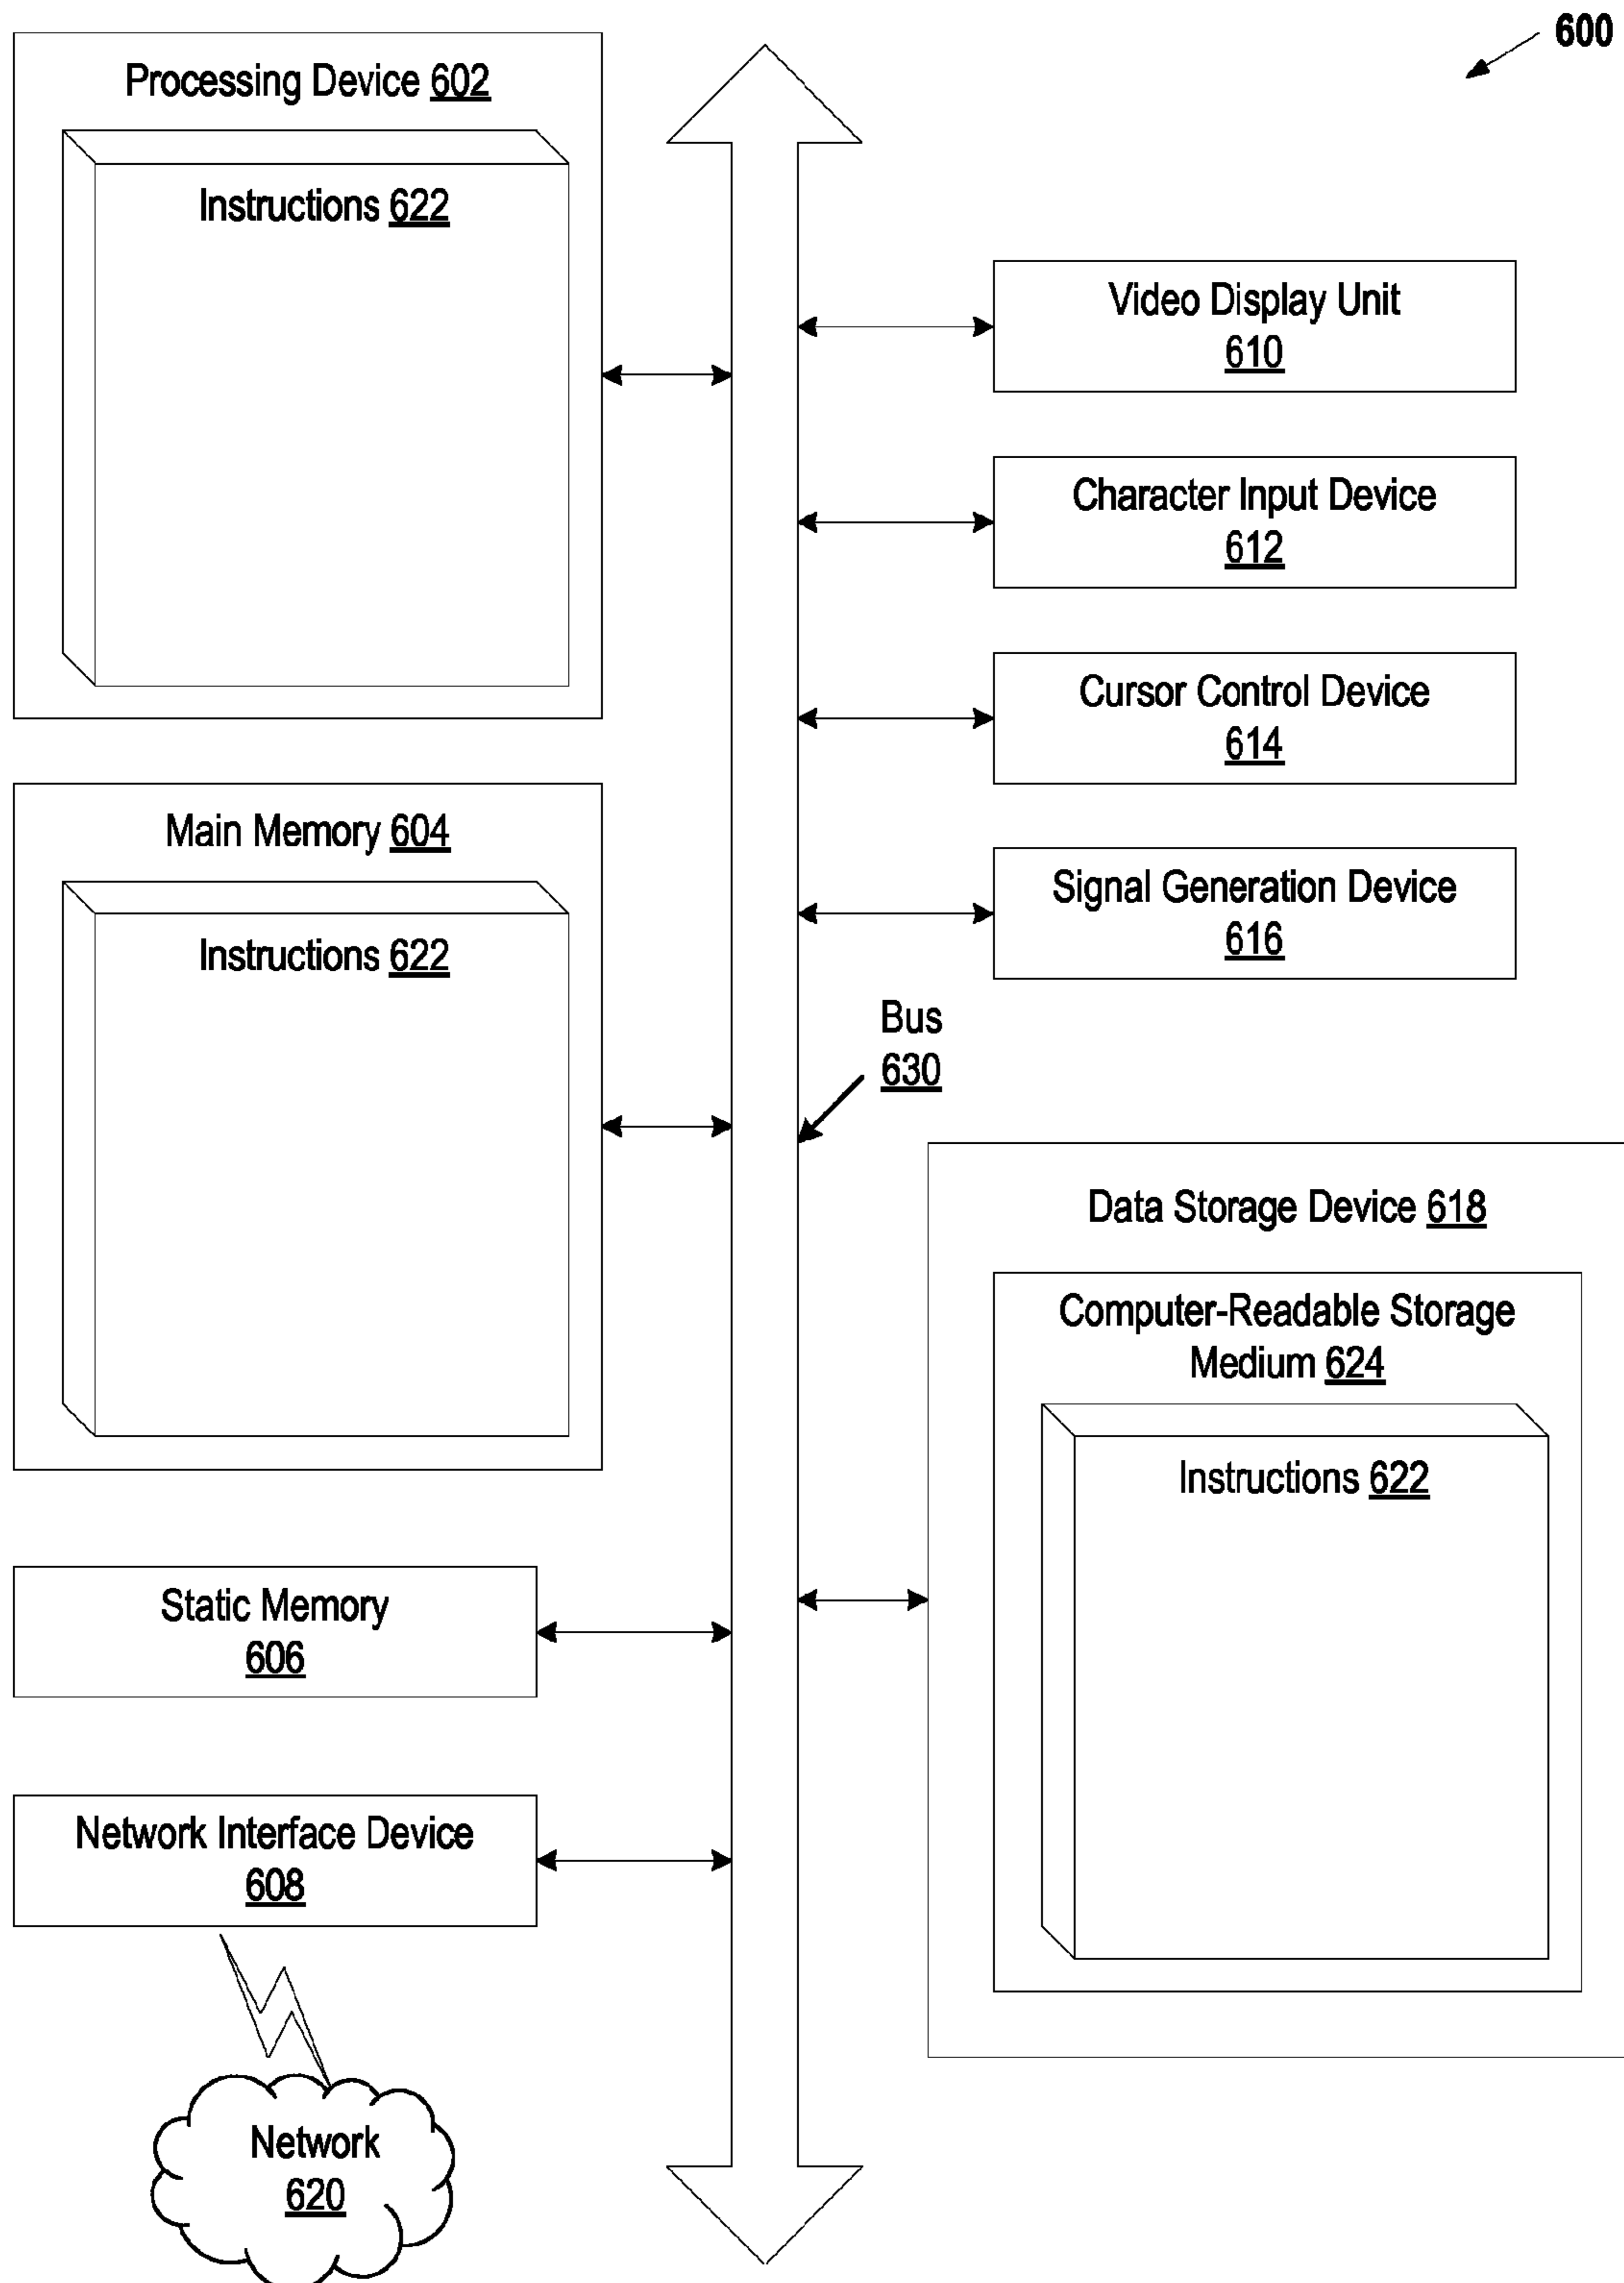 600
Processing Device 602
Instructions 622
Video Display Unit
610
Character Input Device
612
Cursor Control Device
614
Main Memory 604
Instructions 622
Signal Generation Device
616
Bus
630
Data Storage Device 618
Computer-Readable Storage
Medium 624
Instructions 622
Static Memory
606
Network Interface Device
608
Network
620